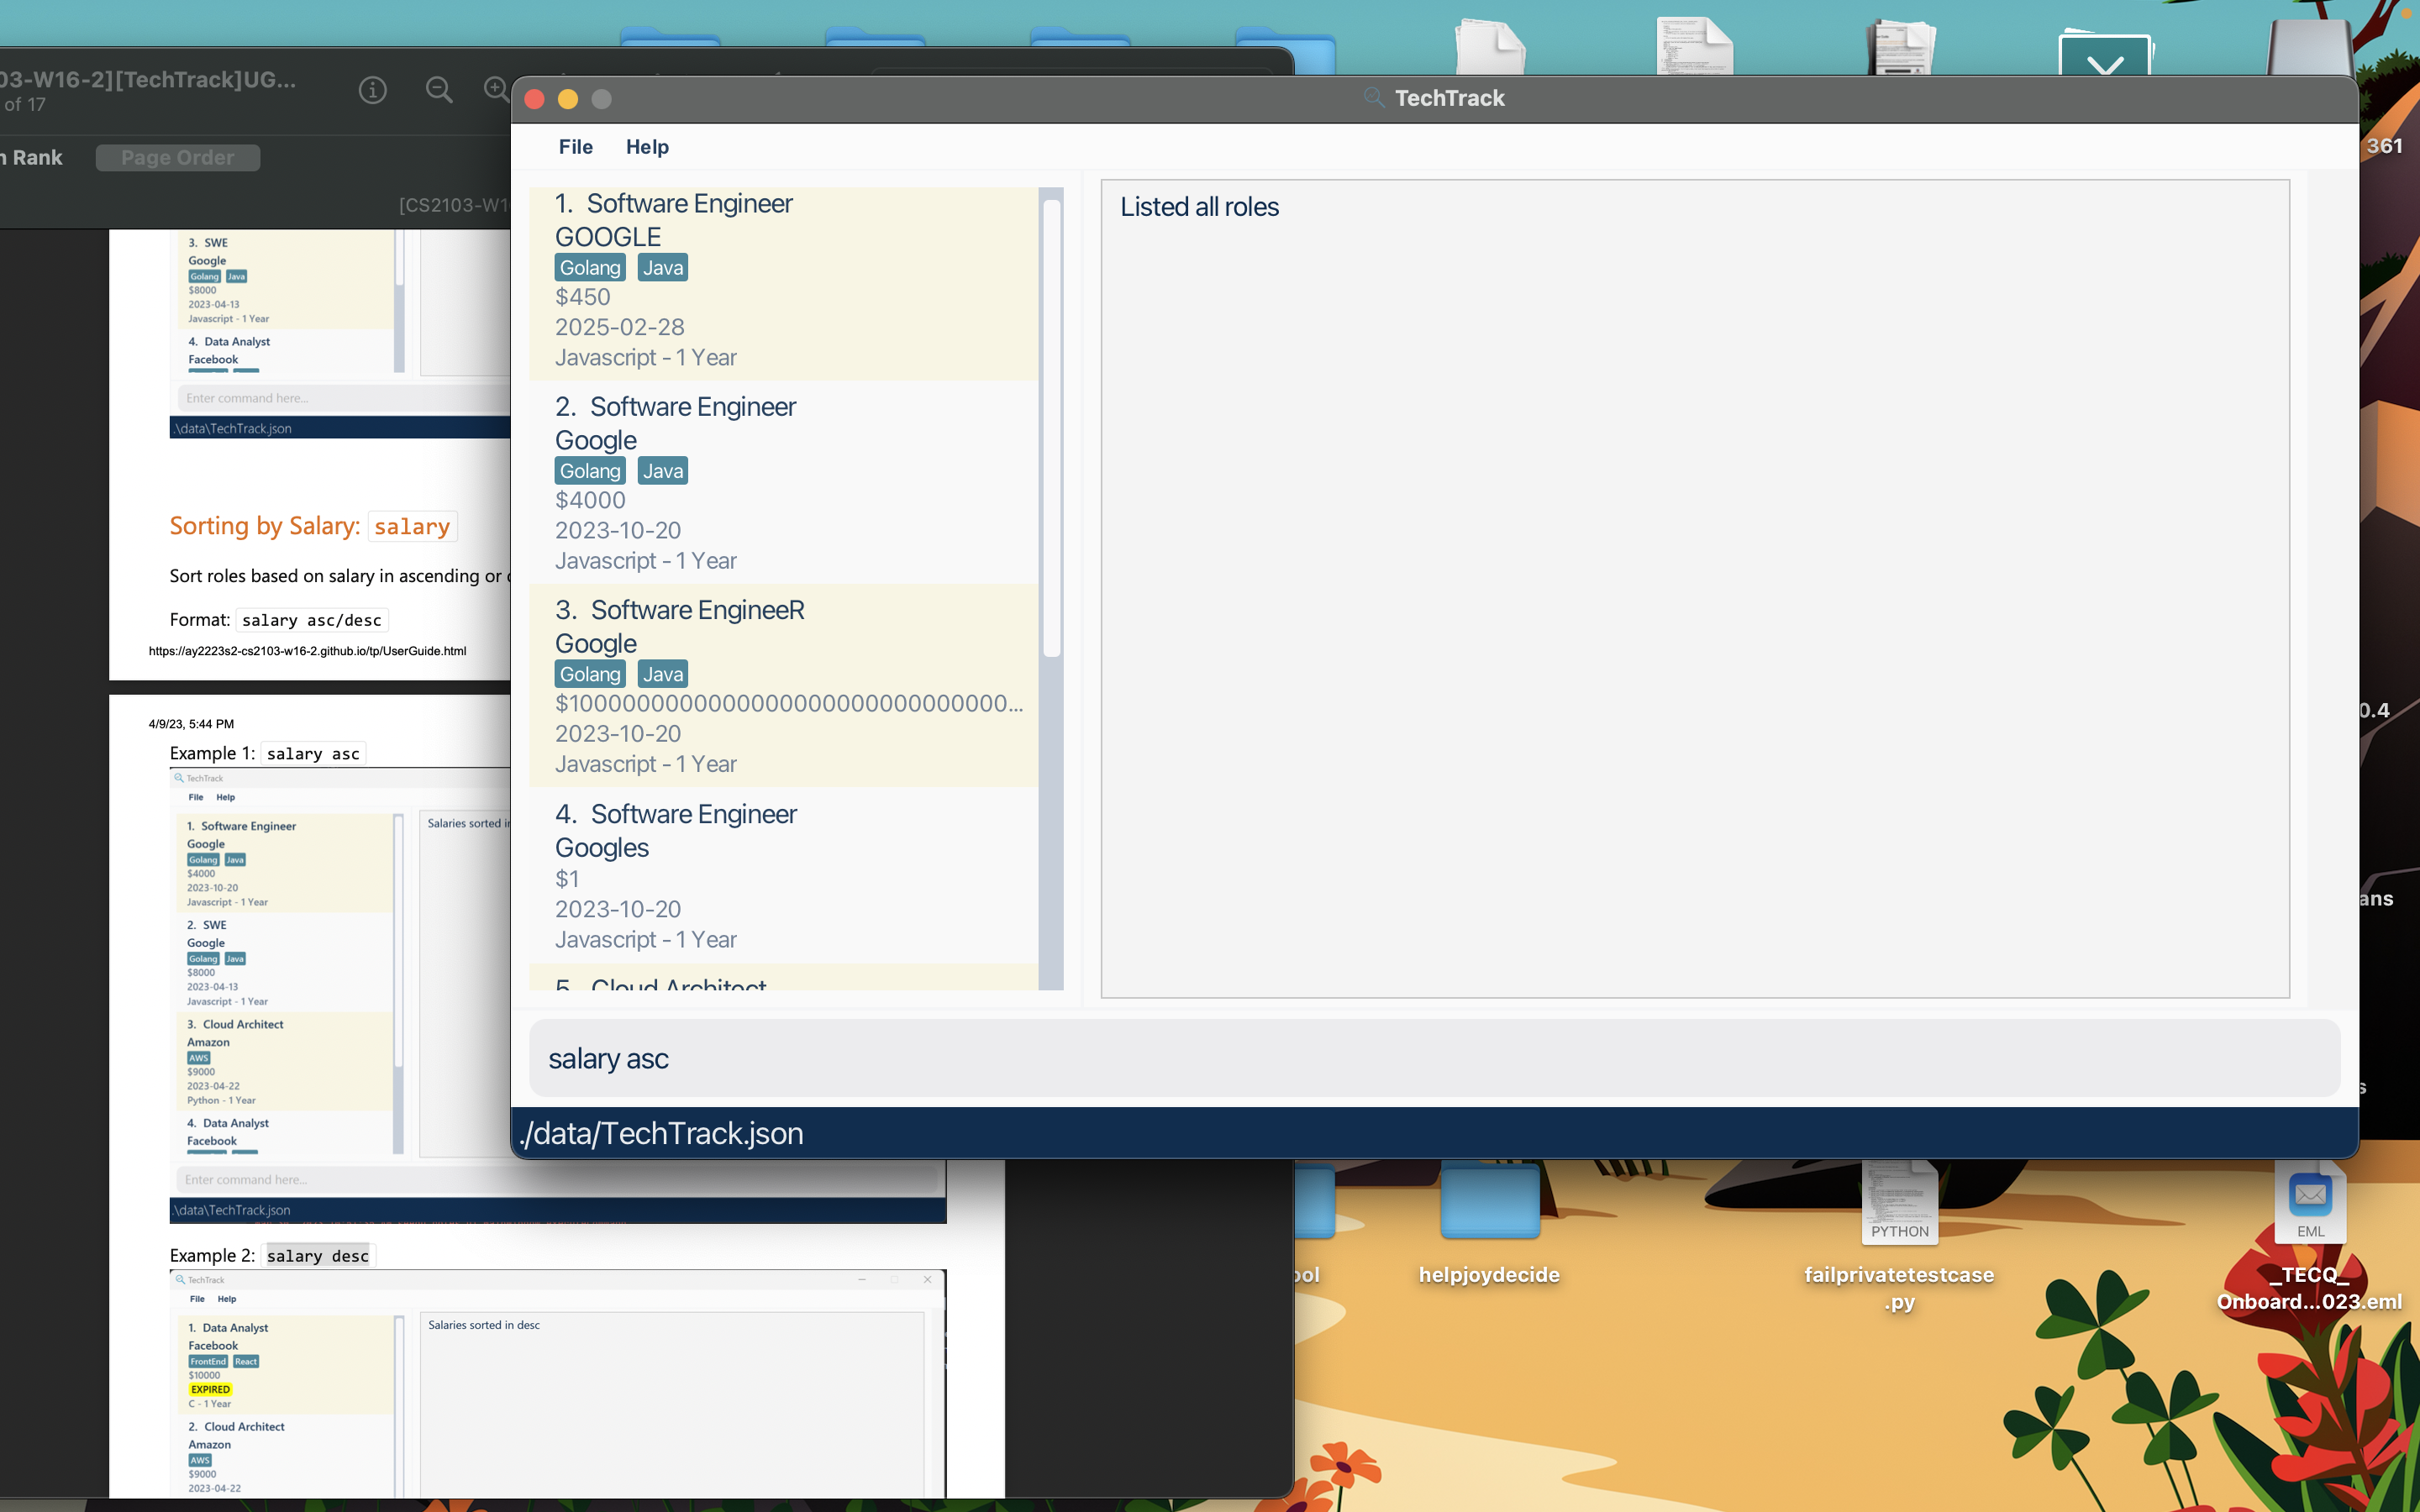 03-W16-2][TechTrack]UG...
of 17
Rank
Page Order
[CS2103-W1
3. SWE
Google
Golang Java
$8000
2023-04-13
Javascript - 1 Year
4. Data Analyst
Facebook
Enter command here...
.\data\TechTrack.json
Sorting by Salary: salary
Sort roles based on salary in ascending or
Format: salary asc/desc
https://ay2223s2-cs2103-w16-2.github.io/tp/UserGuide.html
4/9/23, 5:44 PM
Example 1: salary asc
TechTrack
File Help
1. Software Engineer
Google
Golang Java
$4000
2023-10-20
Javascript - 1 Year
2. SWE
Google
Golang Java
$8000
2023-04-13
Javascript - 1 Year
3. Cloud Architect
Amazon
AWS
$9000
2023-04-22
Python - 1 Year
4. Data Analyst
Facebook
Salaries sorted
Enter command here...
.\data\TechTrack.json
Example 2: salary desc
TechTrack
File Help
1. Data Analyst
Facebook
FrontEnd React
$10000
EXPIRED
C - 1 Year
2. Cloud Architect
Amazon
AWS
$9000
2023-04-22
Salaries sorted in desc
TechTrack
File Help
1. Software Engineer
GOOGLE
Golang Java
$450
2025-02-28
Javascript - 1 Year
2. Software Engineer
Google
Golang Java
$4000
2023-10-20
Javascript - 1 Year
3. Software EngineeR
Google
Golang Java
$1000000000000000000000000000000...
2023-10-20
Javascript - 1 Year
4. Software Engineer
Googles
$1
2023-10-20
Javascript - 1 Year
5. Cloud Architect
Listed all roles
salary asc
./data/TechTrack.json
361
0.4
ans
s
ool
helpjoydecide
PYTHON
failprivatetestcase
.py
EML
_TECQ_
Onboard...023.eml